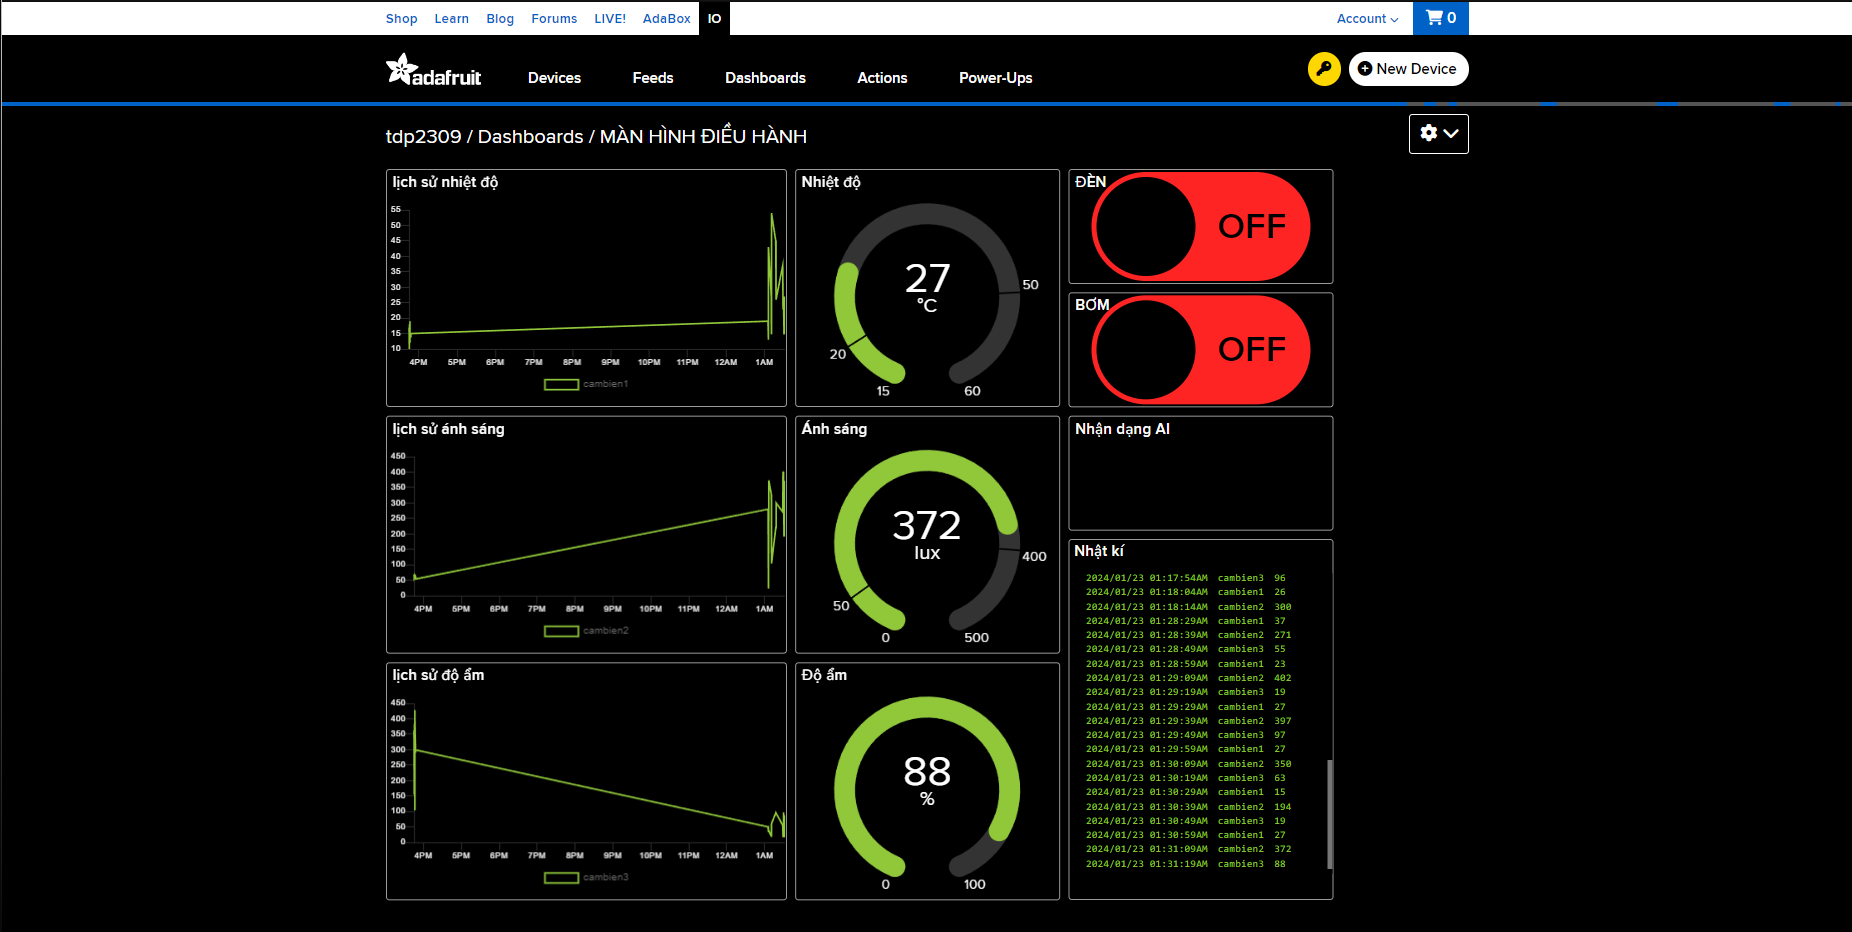 Shop Learn Blog Forums LIVE! AdaBox IO Account 0
adafruit Devices Feeds Dashboards Actions Power-Ups New Device
tdp2309 / Dashboards / MÀN HÌNH ĐIỀU HÀNH
lịch sử nhiệt độ
55
50
45
40
35
30
25
20
15
10
4PM 5PM 6PM 7PM 8PM 9PM 10PM 11PM 12AM 1AM
cambien1
Nhiệt độ
27
°C
50
20
15 60
ĐÈN
OFF
BƠM
OFF
lịch sử ánh sáng
450
400
350
300
250
200
150
100
50
0
4PM 5PM 6PM 7PM 8PM 9PM 10PM 11PM 12AM 1AM
cambien2
Ánh sáng
372
lux
400
50
0 500
Nhận dạng AI
lịch sử độ ẩm
450
400
350
300
250
200
150
100
50
0
4PM 5PM 6PM 7PM 8PM 9PM 10PM 11PM 12AM 1AM
cambien3
Độ ẩm
88
%
0 100
Nhật kí
2024/01/23 01:17:54AM cambien3 96
2024/01/23 01:18:04AM cambien1 26
2024/01/23 01:18:14AM cambien2 300
2024/01/23 01:28:29AM cambien1 37
2024/01/23 01:28:39AM cambien2 271
2024/01/23 01:28:49AM cambien3 55
2024/01/23 01:28:59AM cambien1 23
2024/01/23 01:29:09AM cambien2 402
2024/01/23 01:29:19AM cambien3 19
2024/01/23 01:29:29AM cambien1 27
2024/01/23 01:29:39AM cambien2 397
2024/01/23 01:29:49AM cambien3 97
2024/01/23 01:29:59AM cambien1 27
2024/01/23 01:30:09AM cambien2 350
2024/01/23 01:30:19AM cambien3 63
2024/01/23 01:30:29AM cambien1 15
2024/01/23 01:30:39AM cambien2 194
2024/01/23 01:30:49AM cambien3 19
2024/01/23 01:30:59AM cambien1 27
2024/01/23 01:31:09AM cambien2 372
2024/01/23 01:31:19AM cambien3 88